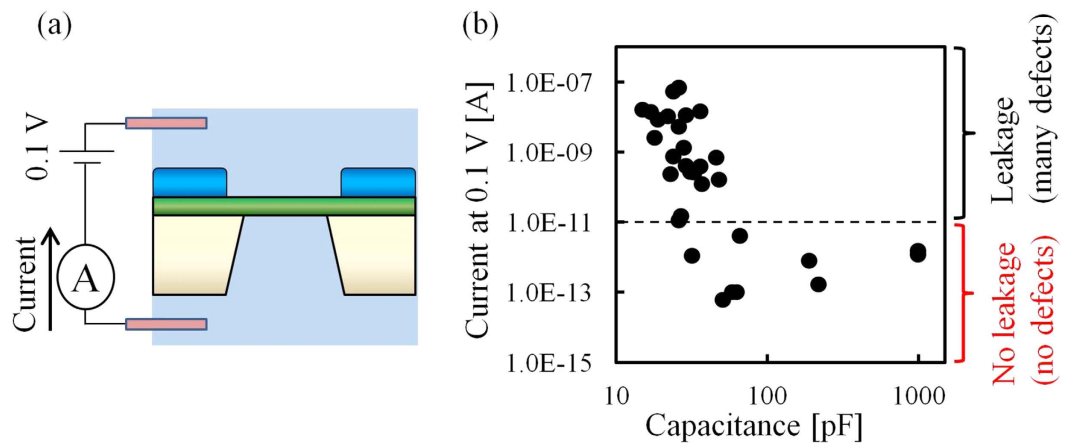 (a)
0.1 V
Current
A
(b)
Current at 0.1 V [A]
1.0E-07
1.0E-09
1.0E-11
1.0E-13
1.0E-15
10
100
1000
Capacitance [pF]
Leakage
(many defects)
No leakage
(no defects)